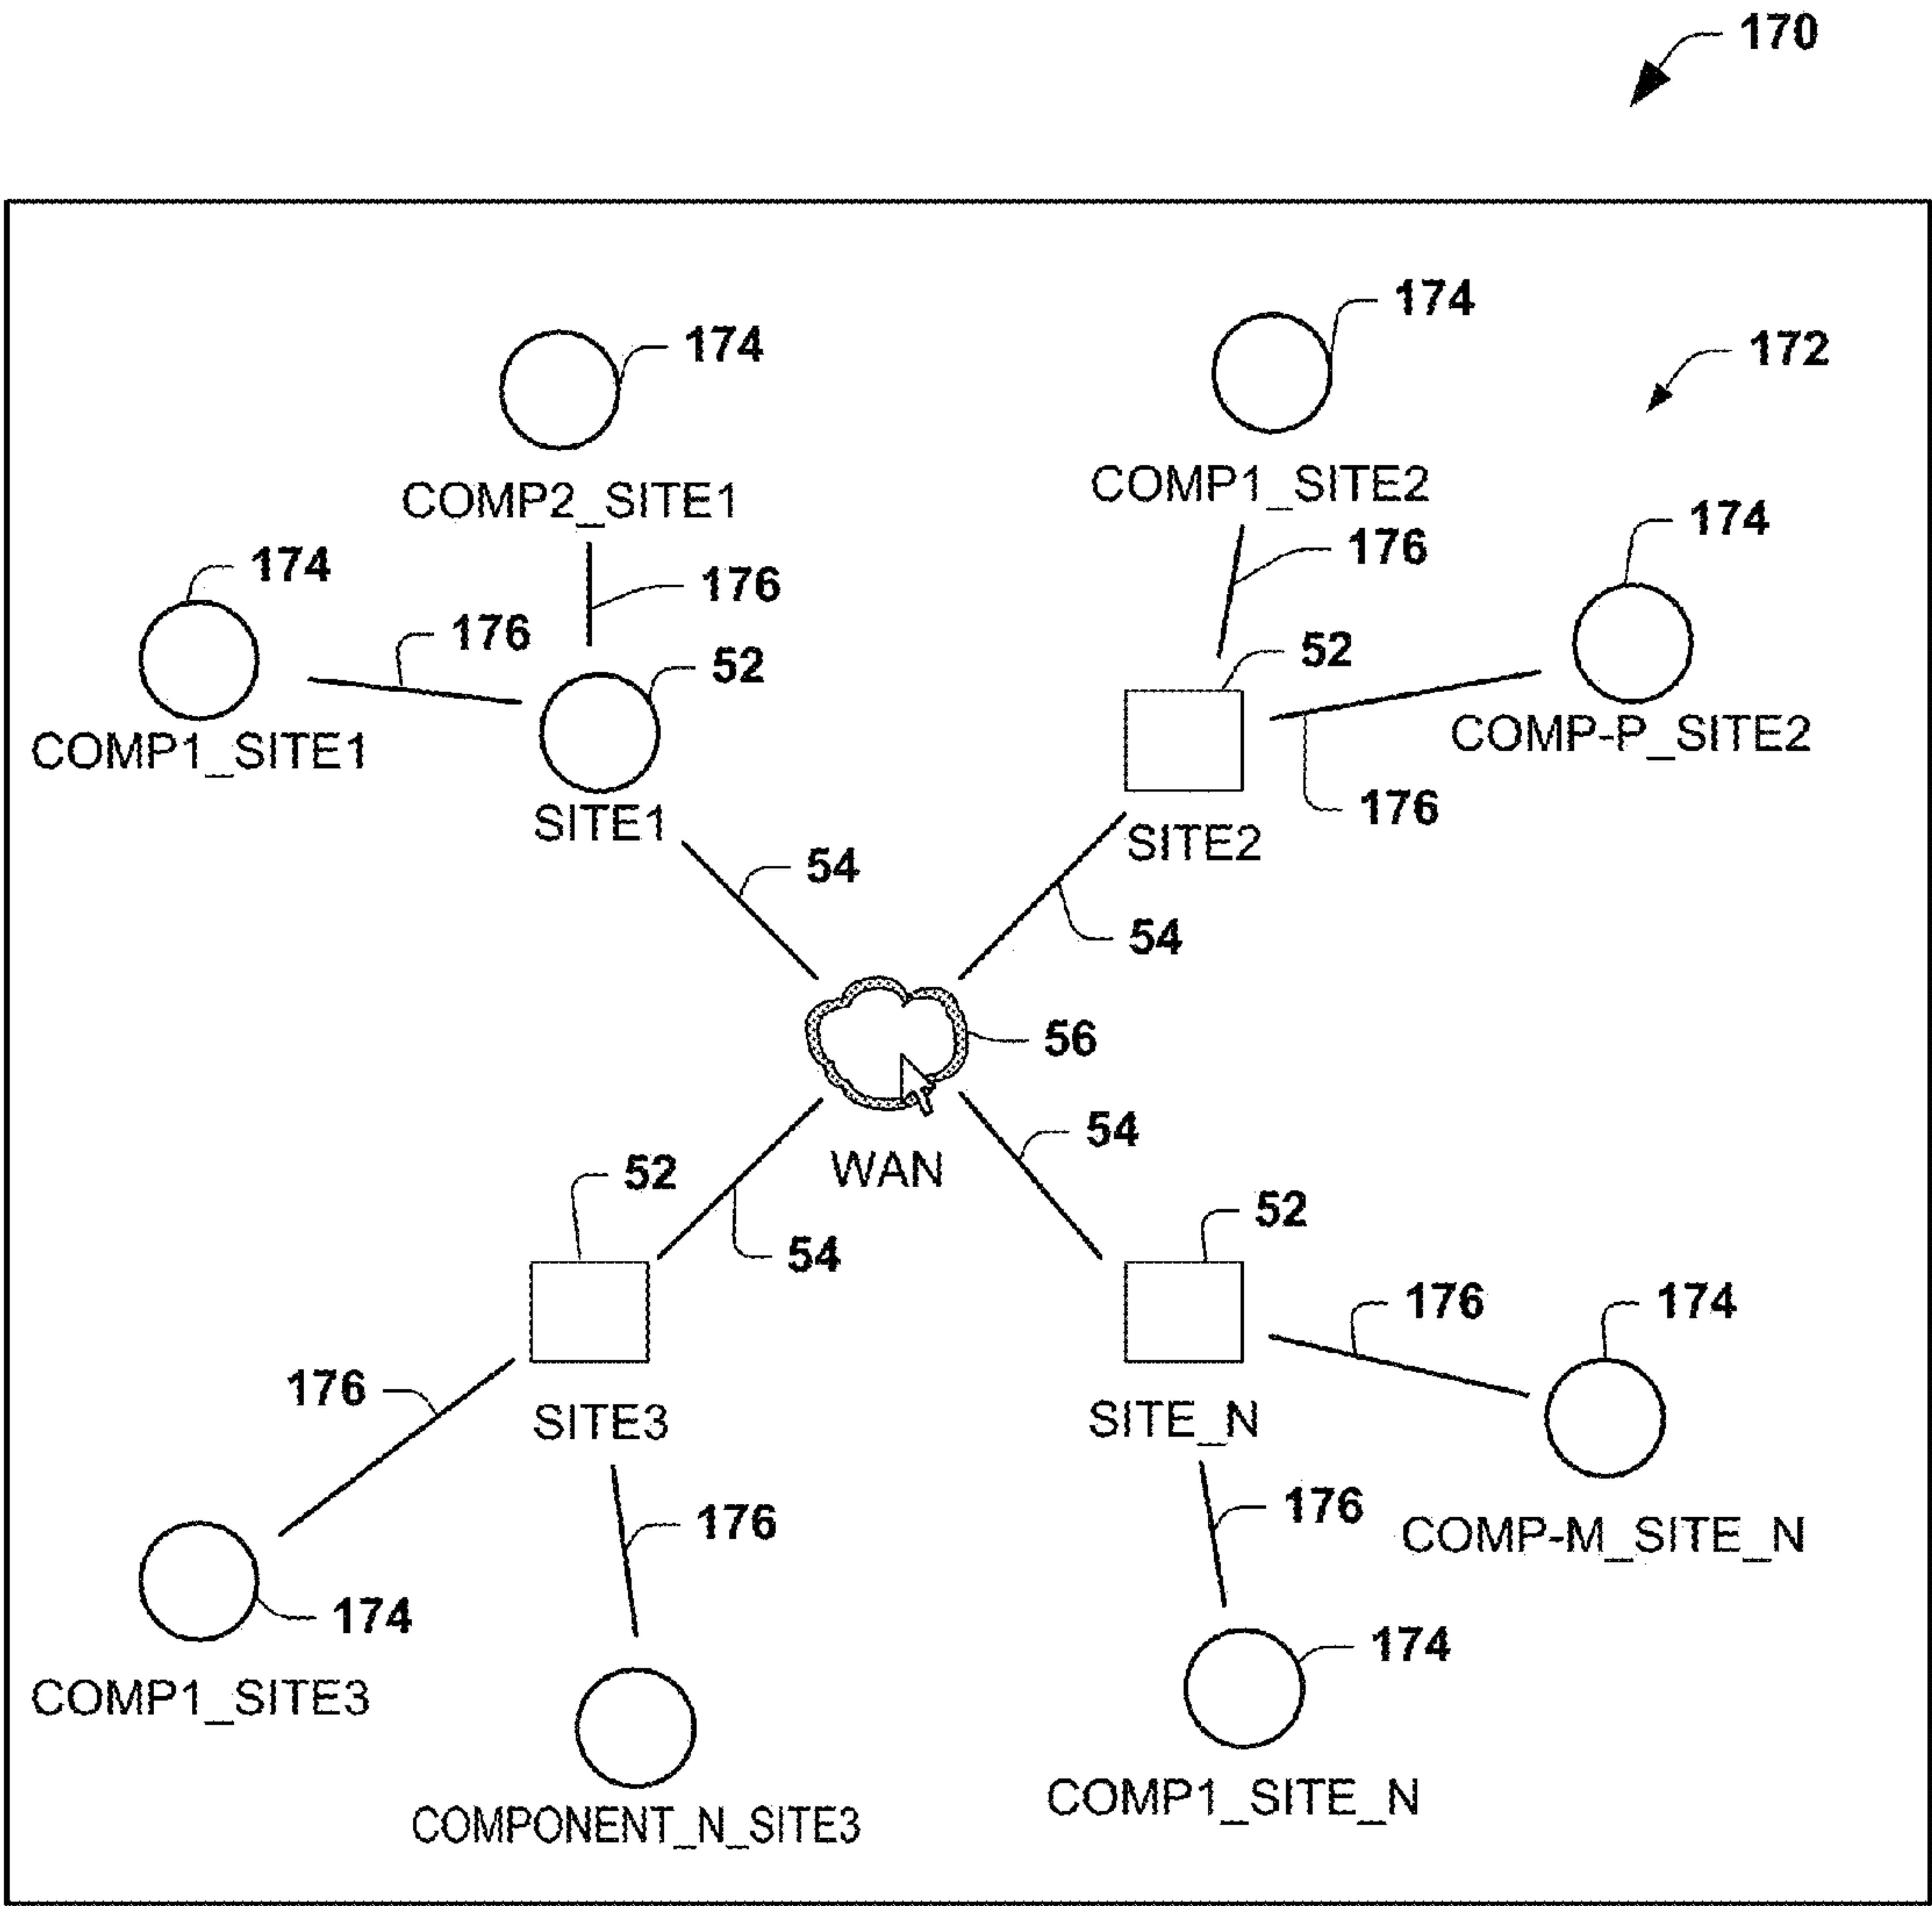 170
174
174
172
COMP2_SITE1
COMP1_SITE2
174
174
176
176
176
52
52
COMP1_SITE1
COMP-P_SITE2
SITE1
176
SITE2
54
54
56
54
WAN
52
52
54
176
174
176
SITE3
SITE_N
176
176
COMP-M_SITE_N
174
174
COMP1_SITE3
COMP1_SITE_N
COMPONENT_N_SITE3